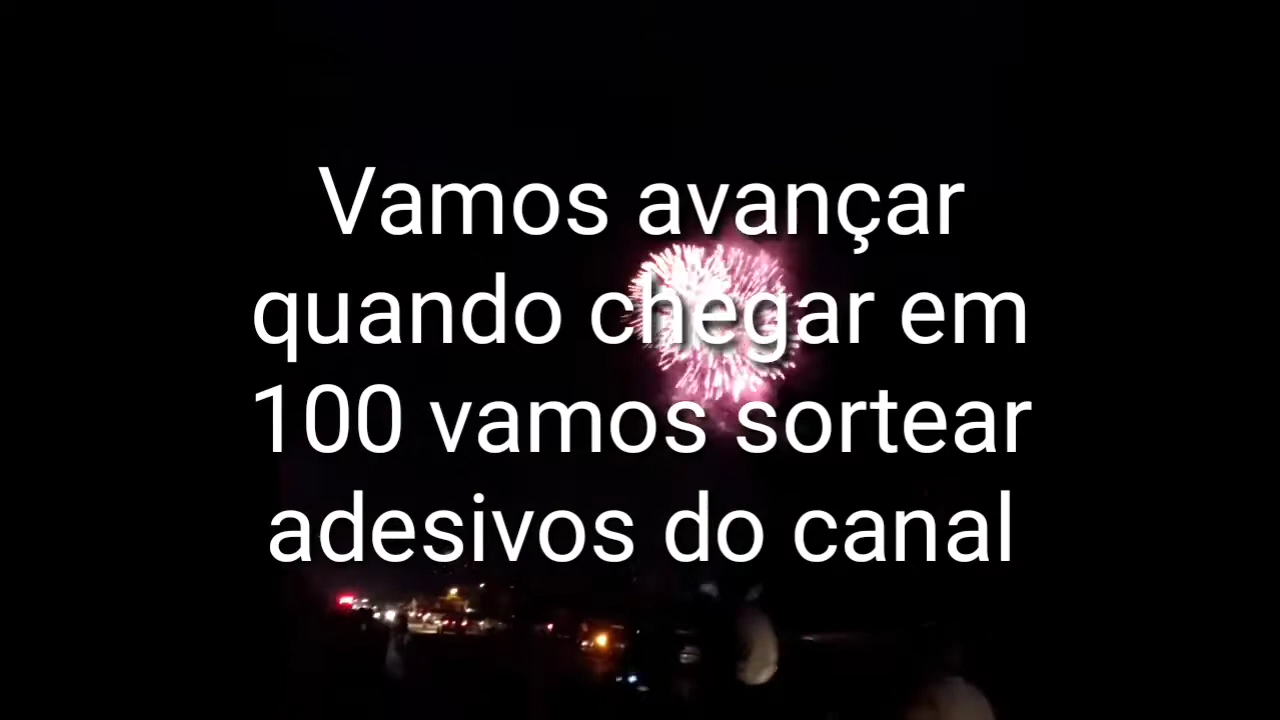 Vamos avançar
quando chegar em
100 vamos sortear
adesivos do canal